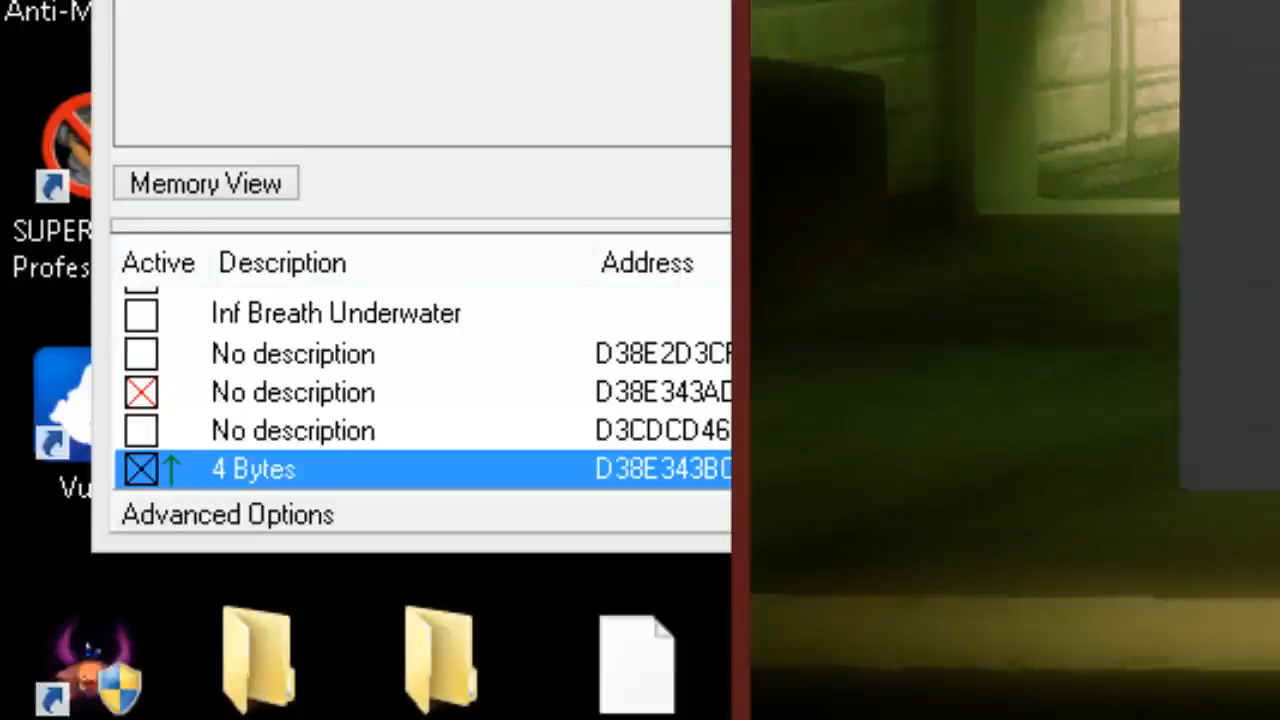 Anti-M
SUPER
Profes
Vu
Memory View
Active Description Address
Inf Breath Underwater
No description D38E2D3CF
No description D38E343AD
No description D3CDCD46
4 Bytes D38E343BC
Advanced Options